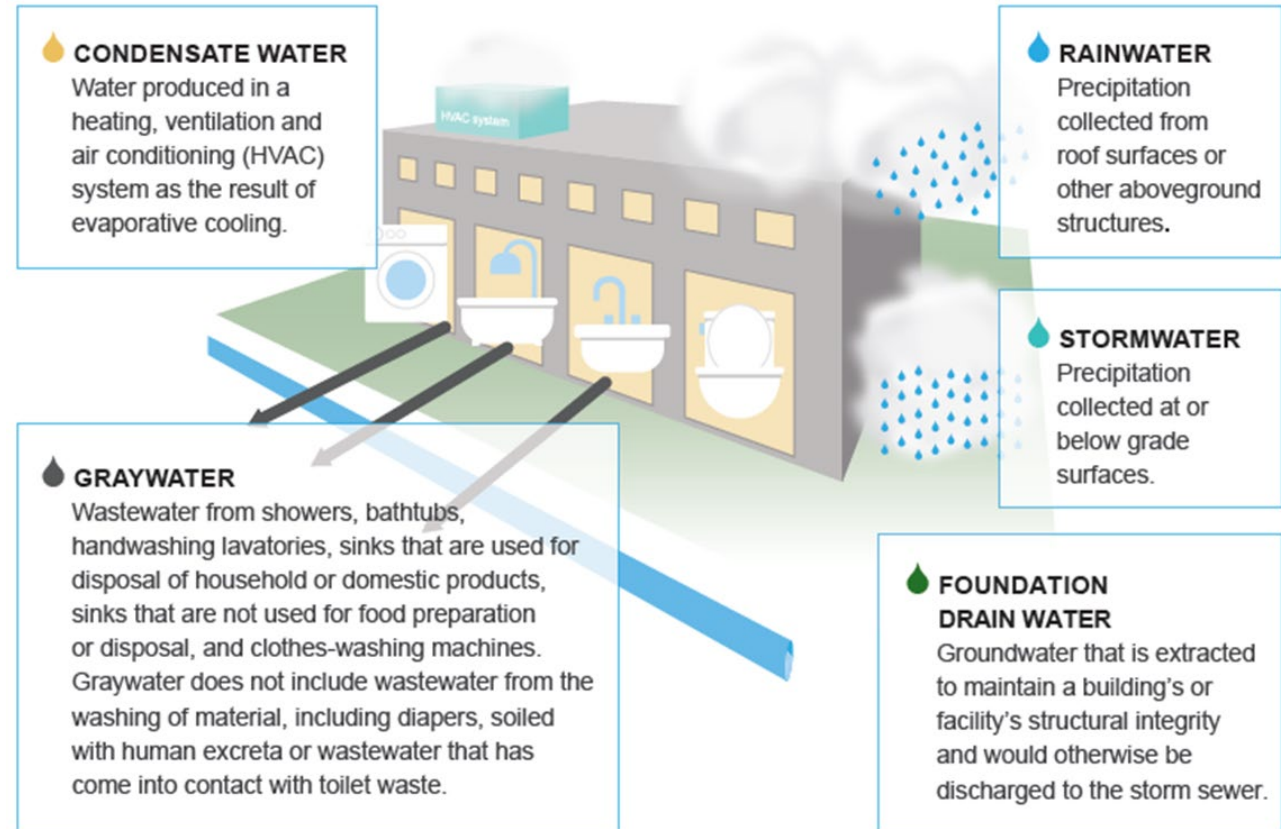 CONDENSATE WATER
Water produced in a
heating, ventilation and
air conditioning (HVAC)
system as the result of
evaporative cooling.
HVAC system
RAINWATER
Precipitation
collected from
roof surfaces or
other aboveground
structures.
STORMWATER
Precipitation
collected at or
below grade
surfaces.
GRAYWATER
Wastewater from showers, bathtubs,
handwashing lavatories, sinks that are used for
disposal of household or domestic products,
sinks that are not used for food preparation
or disposal, and clothes-washing machines.
Graywater does not include wastewater from the
washing of material, including diapers, soiled
with human excreta or wastewater that has
come into contact with toilet waste.
FOUNDATION
DRAIN WATER
Groundwater that is extracted
to maintain a building’s or
facility’s structural integrity
and would otherwise be
discharged to the storm sewer.